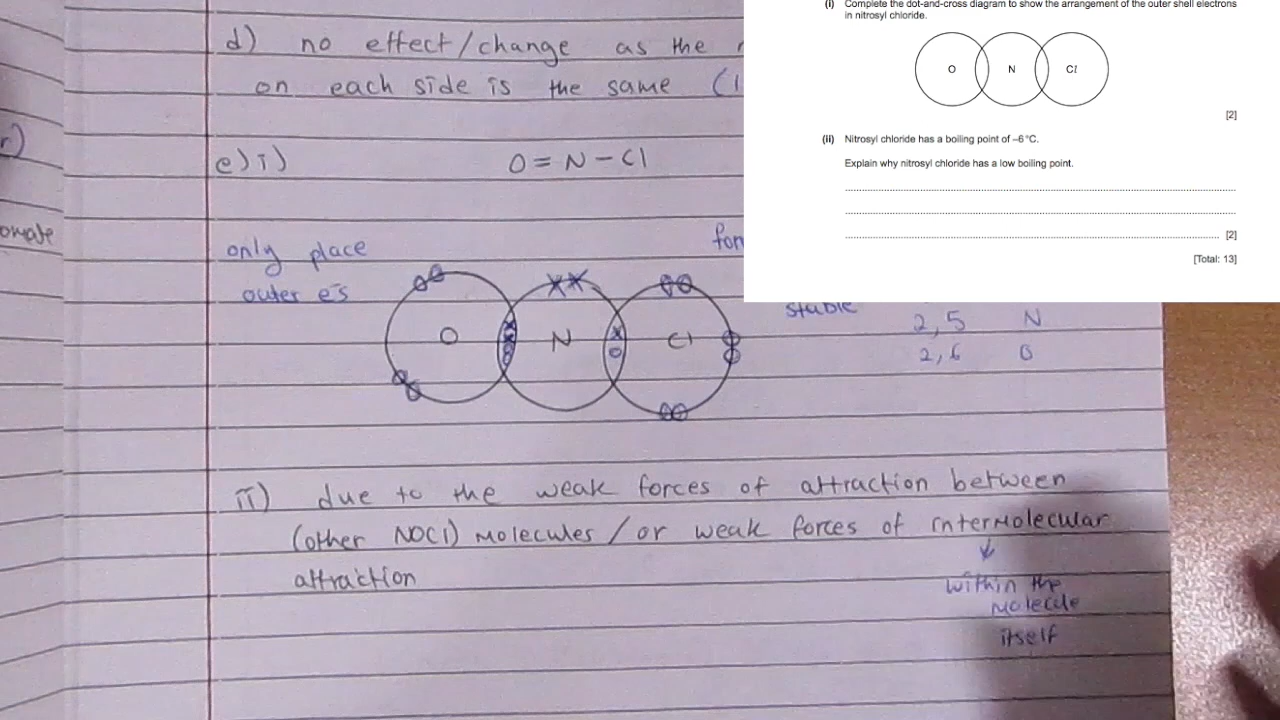 d) no effect/change as the
on each side is the same
e) i) O = N - Cl
only place
outer e's
O N Cl
stable
2,5 N
2,6 O
ii) due to the weak forces of attraction between
(other NOCl) molecules / or weak forces of intermolecular
attraction
within the
molecule
itself
(i) Complete the dot-and-cross diagram to show the arrangement of the outer shell electrons
in nitrosyl chloride.
O N Cl
[2]
(ii) Nitrosyl chloride has a boiling point of –6°C.
Explain why nitrosyl chloride has a low boiling point.
[2]
[Total: 13]